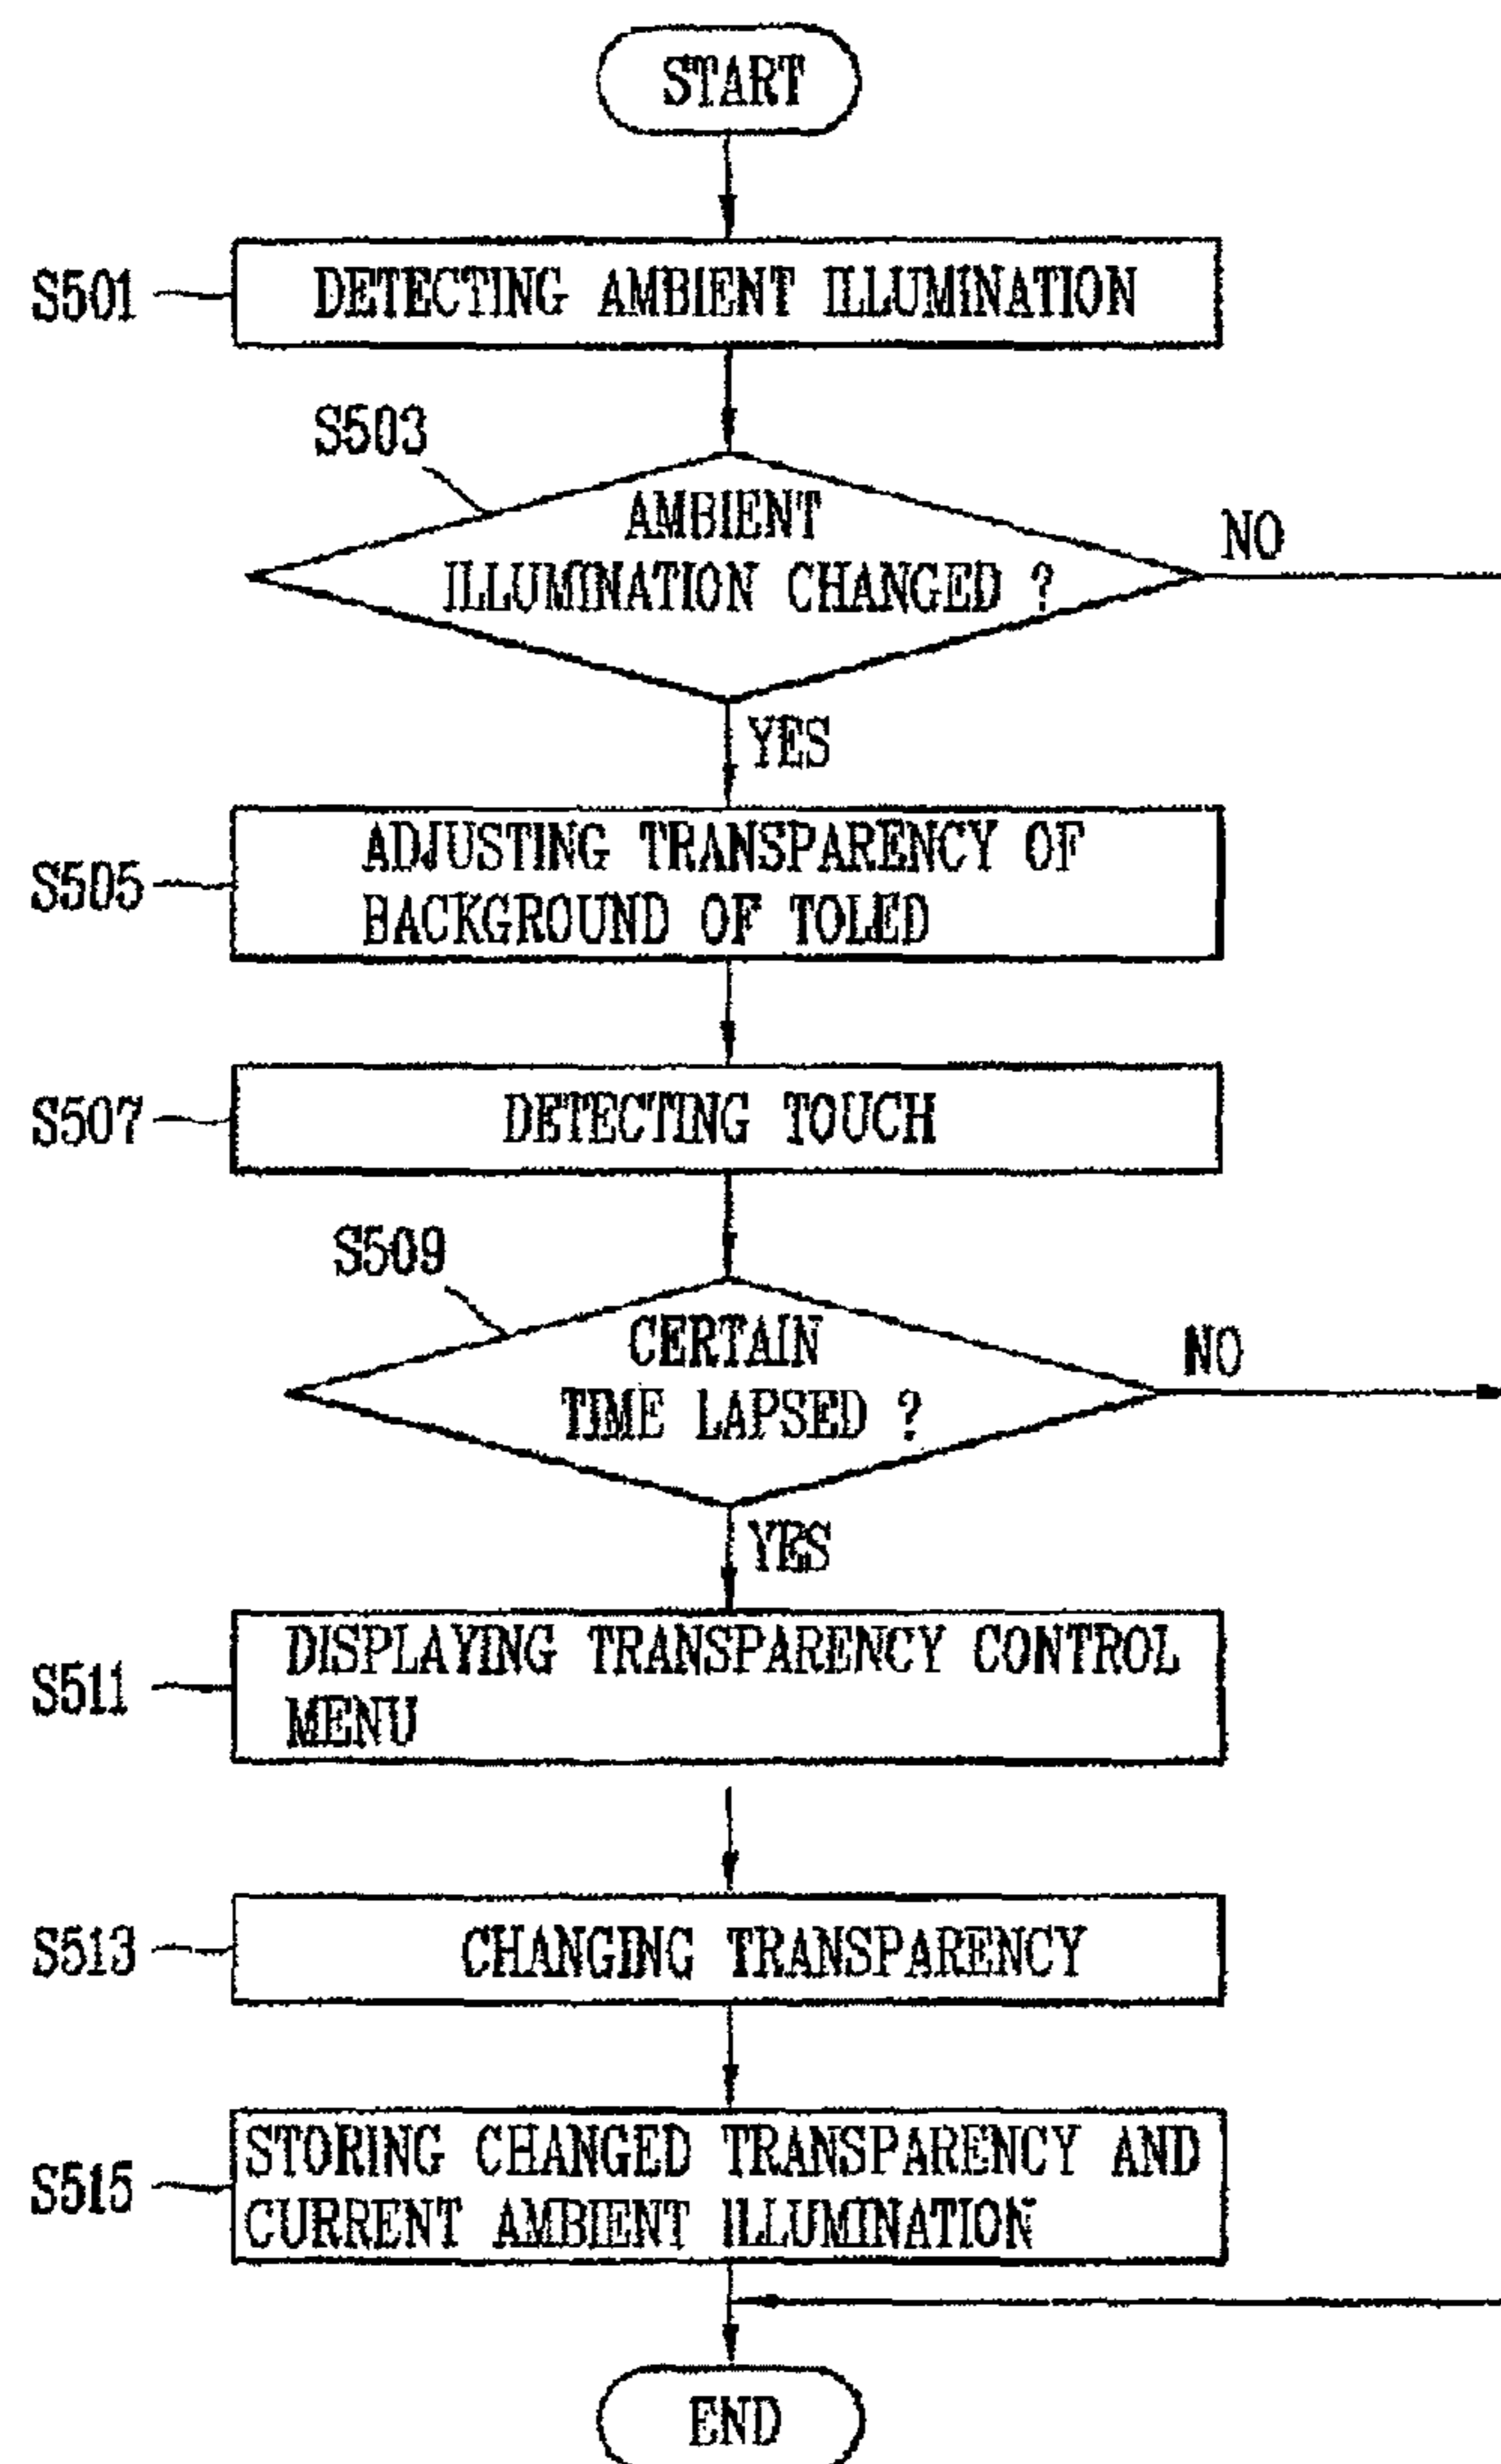 START
S501
DETECTING AMBIENT ILLUMINATION
S503
AMBIENT
ILLUMINATION CHANGED ?
NO
YES
S505
ADJUSTING TRANSPARENCY OF
BACKGROUND OF TOLED
S507
DETECTING TOUCH
S509
CERTAIN
TIME LAPSED ?
NO
YES
S511
DISPLAYING TRANSPARENCY CONTROL
MENU
S513
CHANGING TRANSPARENCY
S515
STORING CHANGED TRANSPARENCY AND
CURRENT AMBIENT ILLUMINATION
END